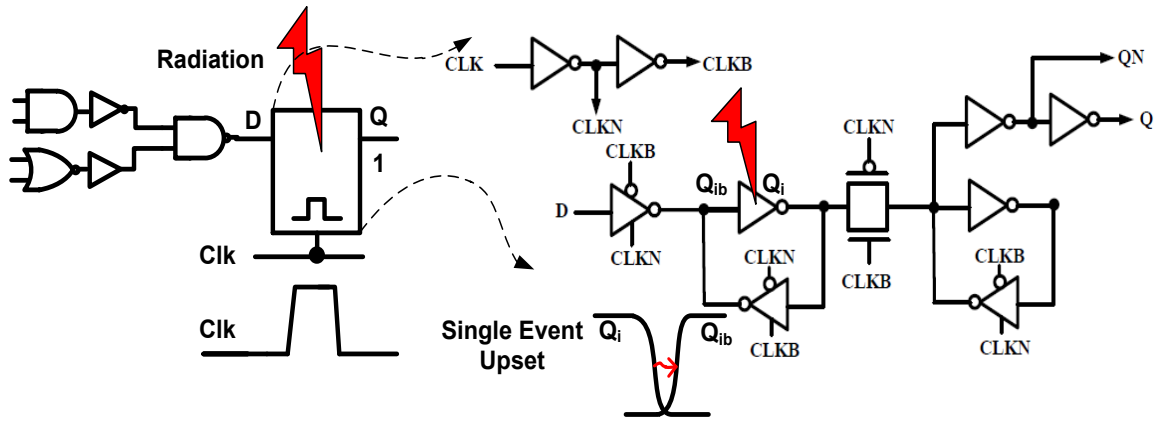 Radiation
D
Q
1
Clk
Clk
CLK
CLKB
CLKN
QN
Q
CLKB
Qib
Qi
CLKN
D
CLKN
CLKN
CLKB
CLKB
CLKB
CLKN
Single Event
Upset
Qi
Qib